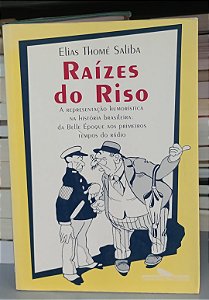 Elias Thomé Saliba
Raízes
do Riso
A representação humorística
na história brasileira:
da Belle Époque aos primeiros
tempos do rádio